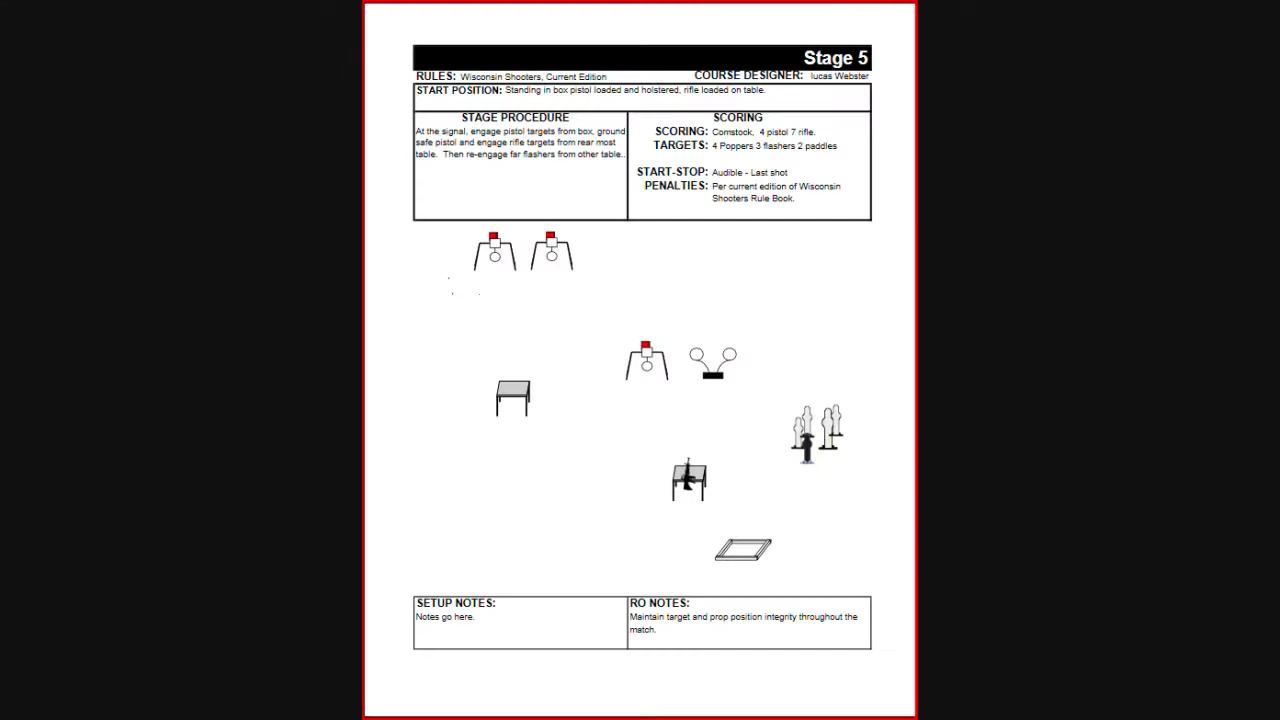 Stage 5
RULES: Wisconsin Shooters, Current Edition
COURSE DESIGNER: lucas Webster
START POSITION: Standing in box pistol loaded and holstered, rifle loaded on table.
STAGE PROCEDURE
At the signal, engage pistol targets from box, ground
safe pistol and engage rifle targets from rear most
table. Then re-engage far flashers from other table..
SCORING
SCORING: Comstock, 4 pistol 7 rifle.
TARGETS: 4 Poppers 3 flashers 2 paddles
START-STOP: Audible - Last shot
PENALTIES: Per current edition of Wisconsin
Shooters Rule Book.
SETUP NOTES:
Notes go here.
RO NOTES:
Maintain target and prop position integrity throughout the
match.